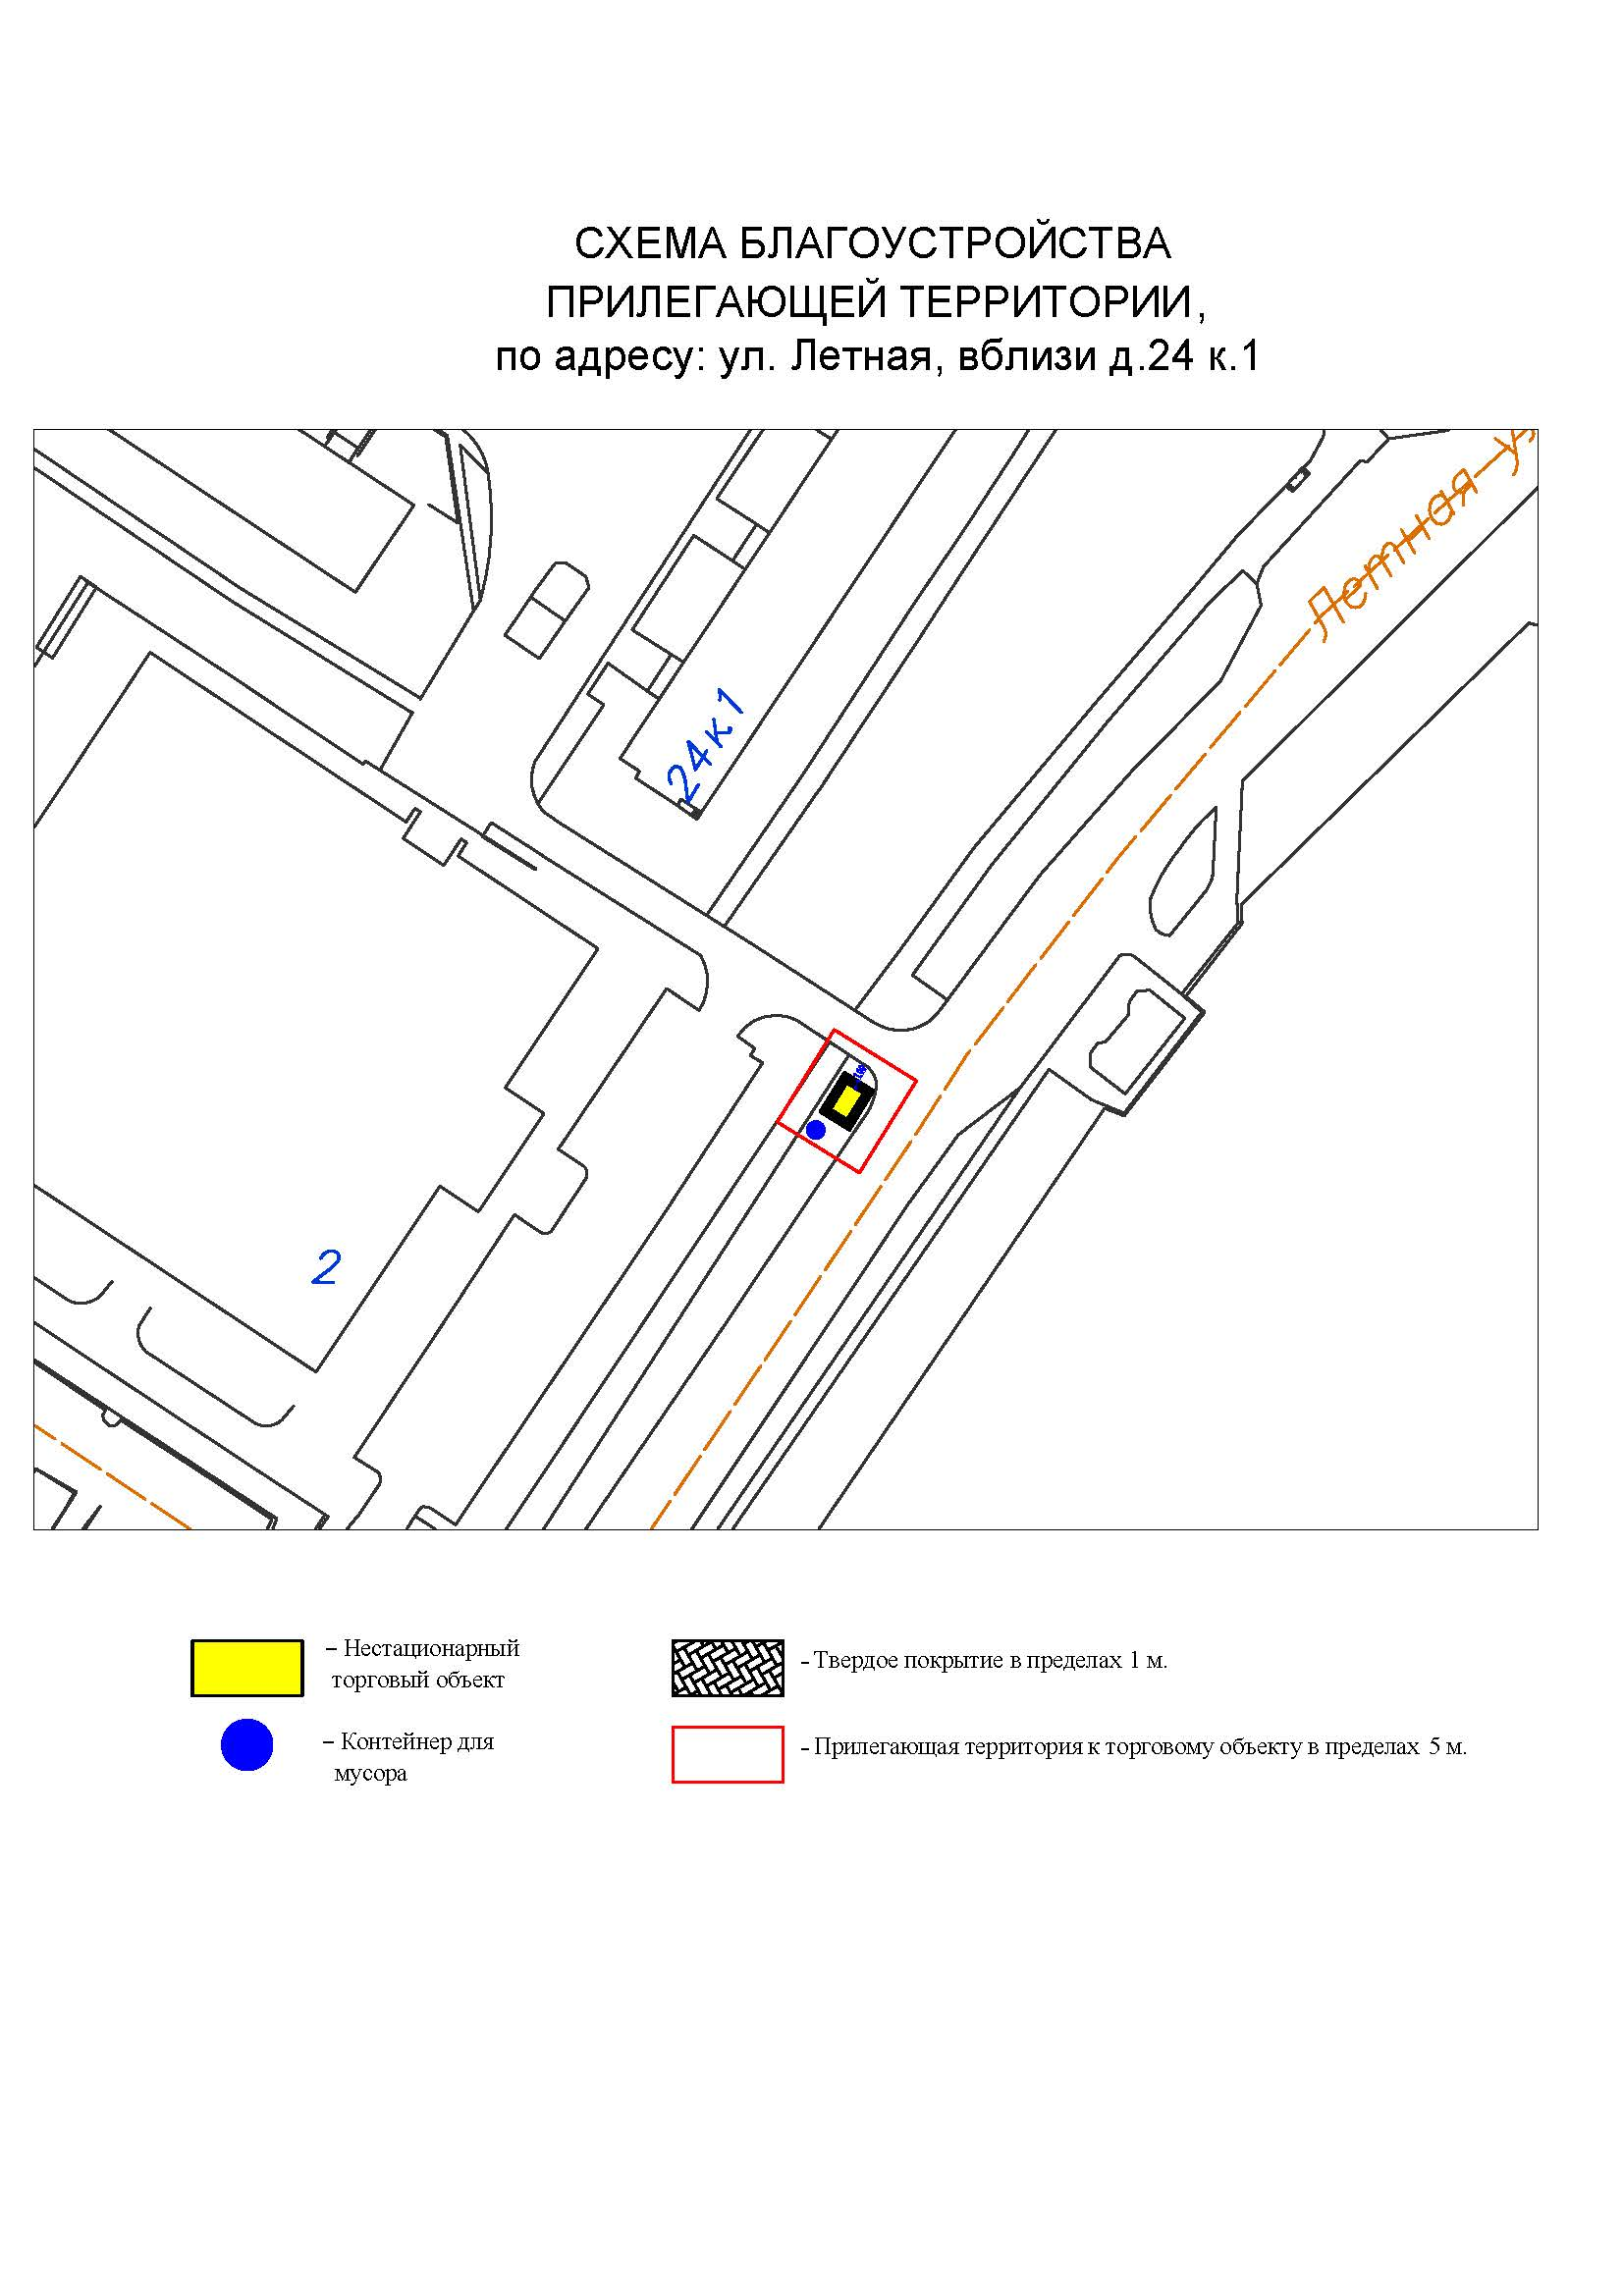 СХЕМА БЛАГОУСТРОЙСТВА
ПРИЛЕГАЮЩЕЙ ТЕРРИТОРИИ,
по адресу: ул. Летная, вблизи д.24 к.1
Летная
24к1
2
– Нестационарный
торговый объект
– Твердое покрытие в пределах 1 м.
– Контейнер для
мусора
– Прилегающая территория к торговому объекту в пределах 5 м.